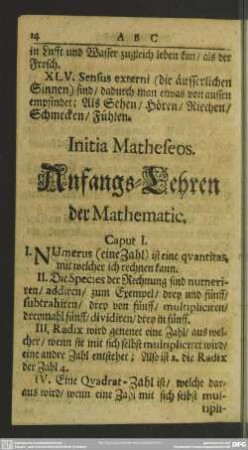 14 A B C
in Lufft und Wasser zugleich leben kan/ als der
Frosch.
XLV. Sensus externi (die äusserlichen
Sinnen) sind/ dadurch man etwas von aussen
empfindet; Als Sehen/ Hören/ Riechen/
Schmecken/ Fühlen.
Initia Matheseos.
Anfangs-Lehren
der Mathematic.
Caput I.
I. NUmerus (eine Zahl) ist eine qvantitas,
mit welcher ich rechnen kann.
II. Die Species der Rechnung sind numeri-
ren/ addiren/ zum Exempel/ drey und fünff/
subtrahiren/ drey von fünff/ multipliciren/
dreymahl fünff/ dividiren/ drey in fünff.
III. Radix wird genenet eine Zahl/ aus wel-
cher/ wenn sie mit sich selbst multipliciret wird/
eine andre Zahl entstehet; Also ist 2. die Radix
der Zahl 4.
IV. Eine Qvadrat-Zahl ist/ welche dar-
aus wird/ wenn eine Zahl mit sich selbst mul-
tipli-